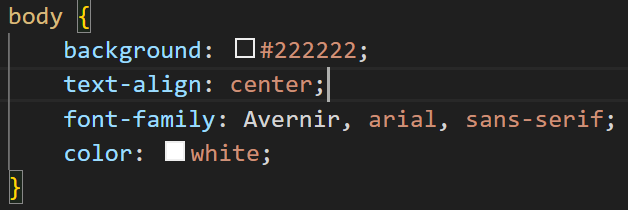 body {
background: #222222;
text-align: center;
font-family: Avernir, arial, sans-serif;
color: white;
}